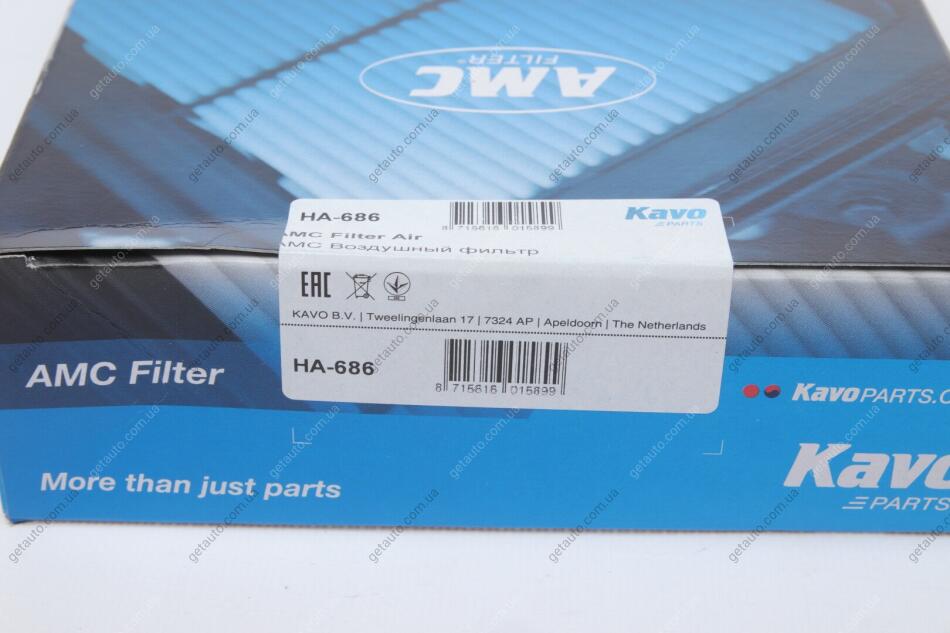 AMC
FILTER®
HA-686
8 715616 015899
Kavo
PARTS
AMC Filter Air
AMC Воздушный фильтр
EAC
KAVO B.V. | Tweelingenlaan 17 | 7324 AP | Apeldoorn | The Netherlands
HA-686
8 715616 015899
AMC Filter
KavoPARTS.C
More than just parts
Kavo
PARTS
getauto.com.ua